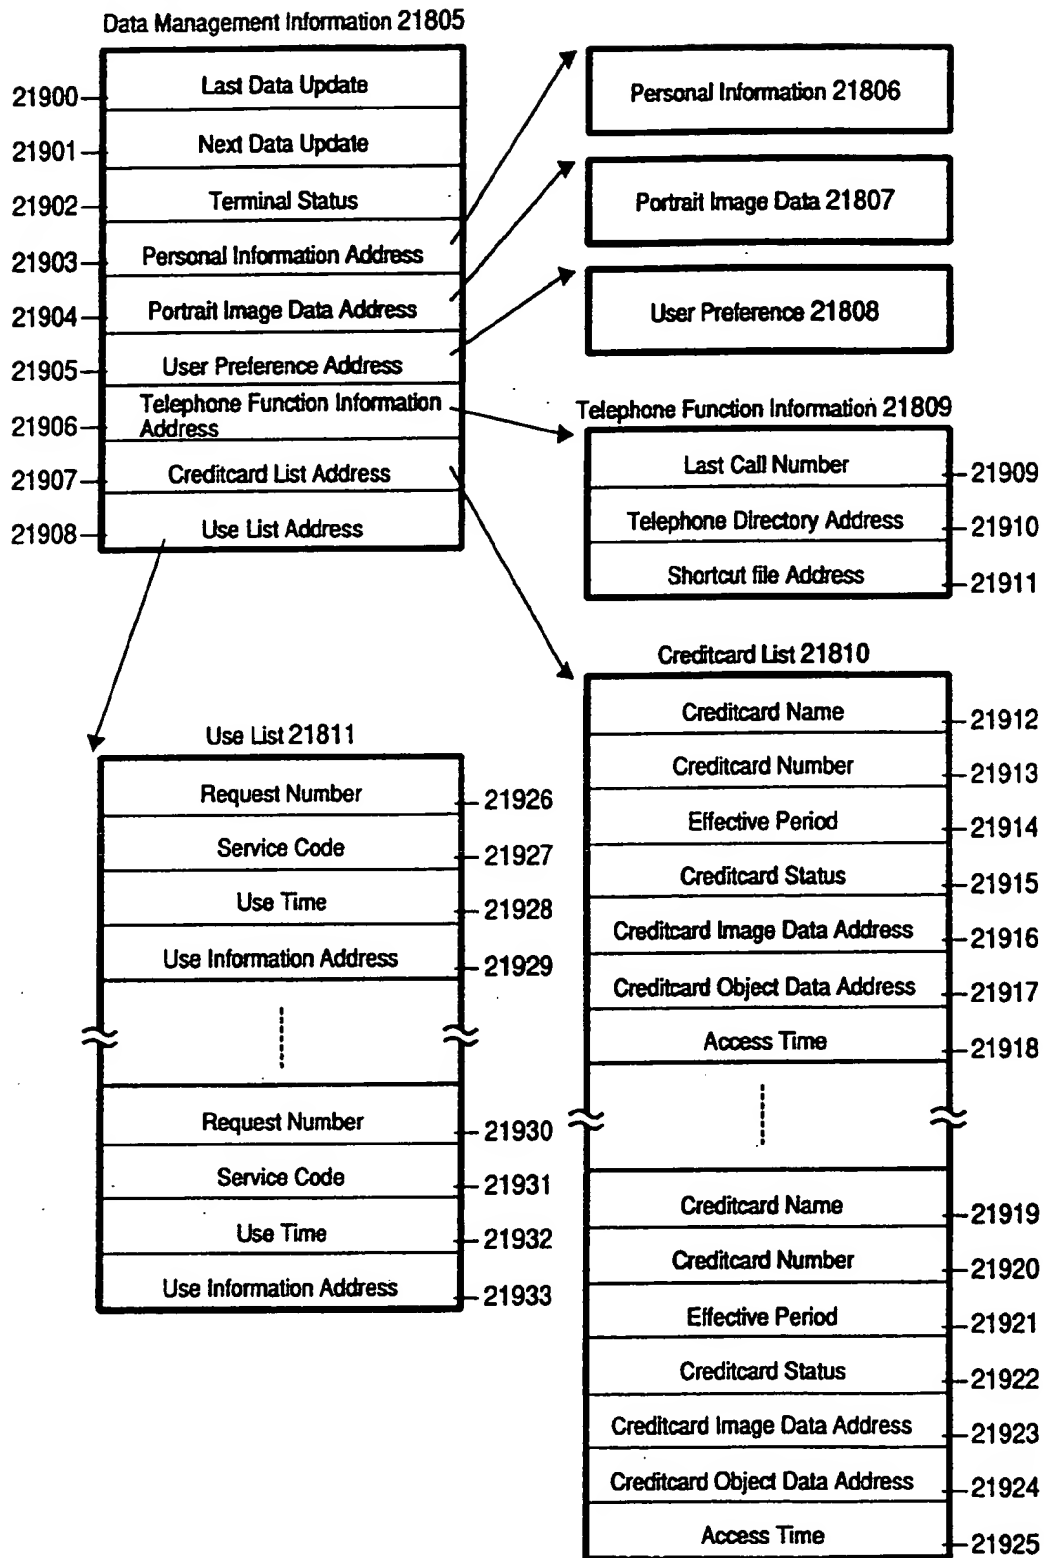 Data Management Information 21805
21900
Last Data Update
21901
Next Data Update
21902
Terminal Status
21903
Personal Information Address
21904
Portrait Image Data Address
21905
User Preference Address
21906
Telephone Function Information
Address
21907
Creditcard List Address
21908
Use List Address
Personal Information 21806
Portrait Image Data 21807
User Preference 21808
Telephone Function Information 21809
Last Call Number
21909
Telephone Directory Address
21910
Shortcut file Address
21911
Creditcard List 21810
Creditcard Name
21912
Creditcard Number
21913
Effective Period
21914
Creditcard Status
21915
Creditcard Image Data Address
21916
Creditcard Object Data Address
21917
Access Time
21918
Creditcard Name
21919
Creditcard Number
21920
Effective Period
21921
Creditcard Status
21922
Creditcard Image Data Address
21923
Creditcard Object Data Address
21924
Access Time
21925
Use List 21811
Request Number
21926
Service Code
21927
Use Time
21928
Use Information Address
21929
Request Number
21930
Service Code
21931
Use Time
21932
Use Information Address
21933